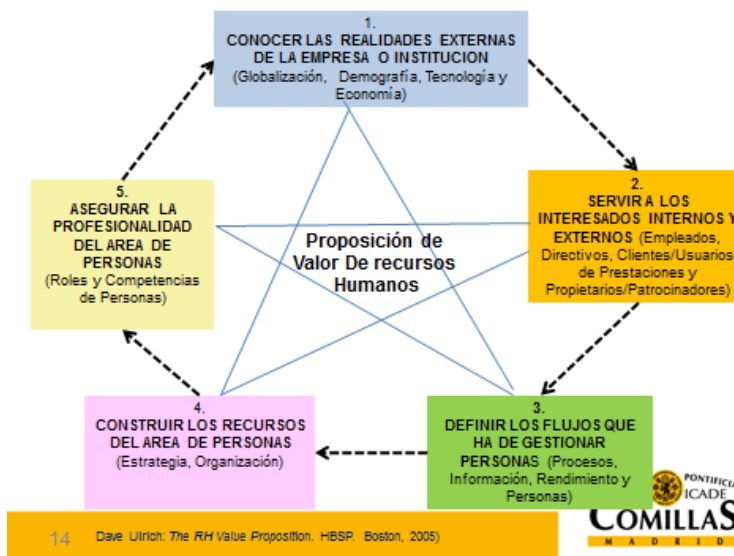 1.
CONOCER LAS REALIDADES EXTERNAS
DE LA EMPRESA O INSTITUCION
(Globalización, Demografía, Tecnología y
Economía)
2.
SERVIR A LOS
INTERESADOS INTERNOS Y
EXTERNOS (Empleados,
Directivos, Clientes/Usuarios
de Prestaciones y
Propietarios/Patrocinadores)
5.
ASEGURAR LA
PROFESIONALIDAD
DEL AREA DE
PERSONAS
(Roles y Competencias
de Personas)
Proposición de
Valor De recursos
Humanos
4.
CONSTRUIR LOS RECURSOS
DEL AREA DE PERSONAS
(Estrategia, Organización)
3.
DEFINIR LOS FLUJOS QUE
HA DE GESTIONAR
PERSONAS (Procesos,
Información, Rendimiento y
Personas)
PONTIFICIA
ICADE
COMILLAS
MADRID
14 Dave Ulrich: The RH Value Proposition. HBSP. Boston, 2005)